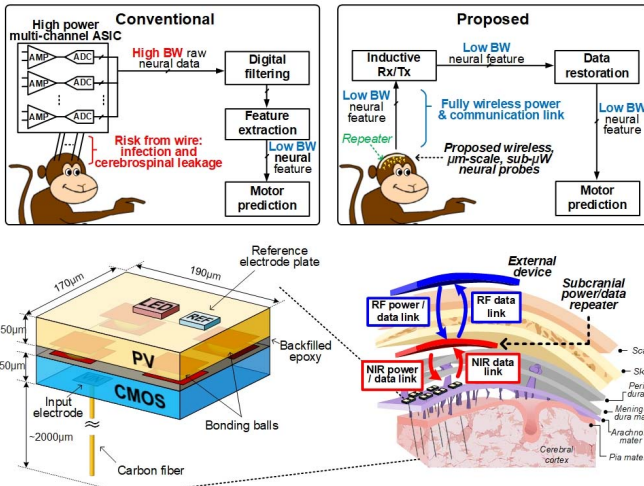 Conventional
High power
multi-channel ASIC
AMP
ADC
AMP
ADC
AMP
ADC
High BW raw
neural data
Digital
filtering
Feature
extraction
Low BW
neural
feature
Motor
prediction
Risk from wire:
infection and
cerebrospinal leakage
Proposed
Inductive
Rx/Tx
Low BW
neural feature
Data
restoration
Low BW
neural
feature
Fully wireless power
& communication link
Low BW
neural
feature
Repeater
Proposed wireless,
µm-scale, sub-µW
neural probes
Motor
prediction
170µm
190µm
Reference
electrode plate
LED
REF
50µm
PV
Backfilled
epoxy
50µm
CMOS
Input
electrode
Bonding balls
~2000µm
Carbon fiber
External
device
RF power /
data link
RF data
link
Subcranial
power/data
repeater
NIR power
/ data link
NIR data
link
dura
dura
mater
Pia mate
Cerebral
cortex